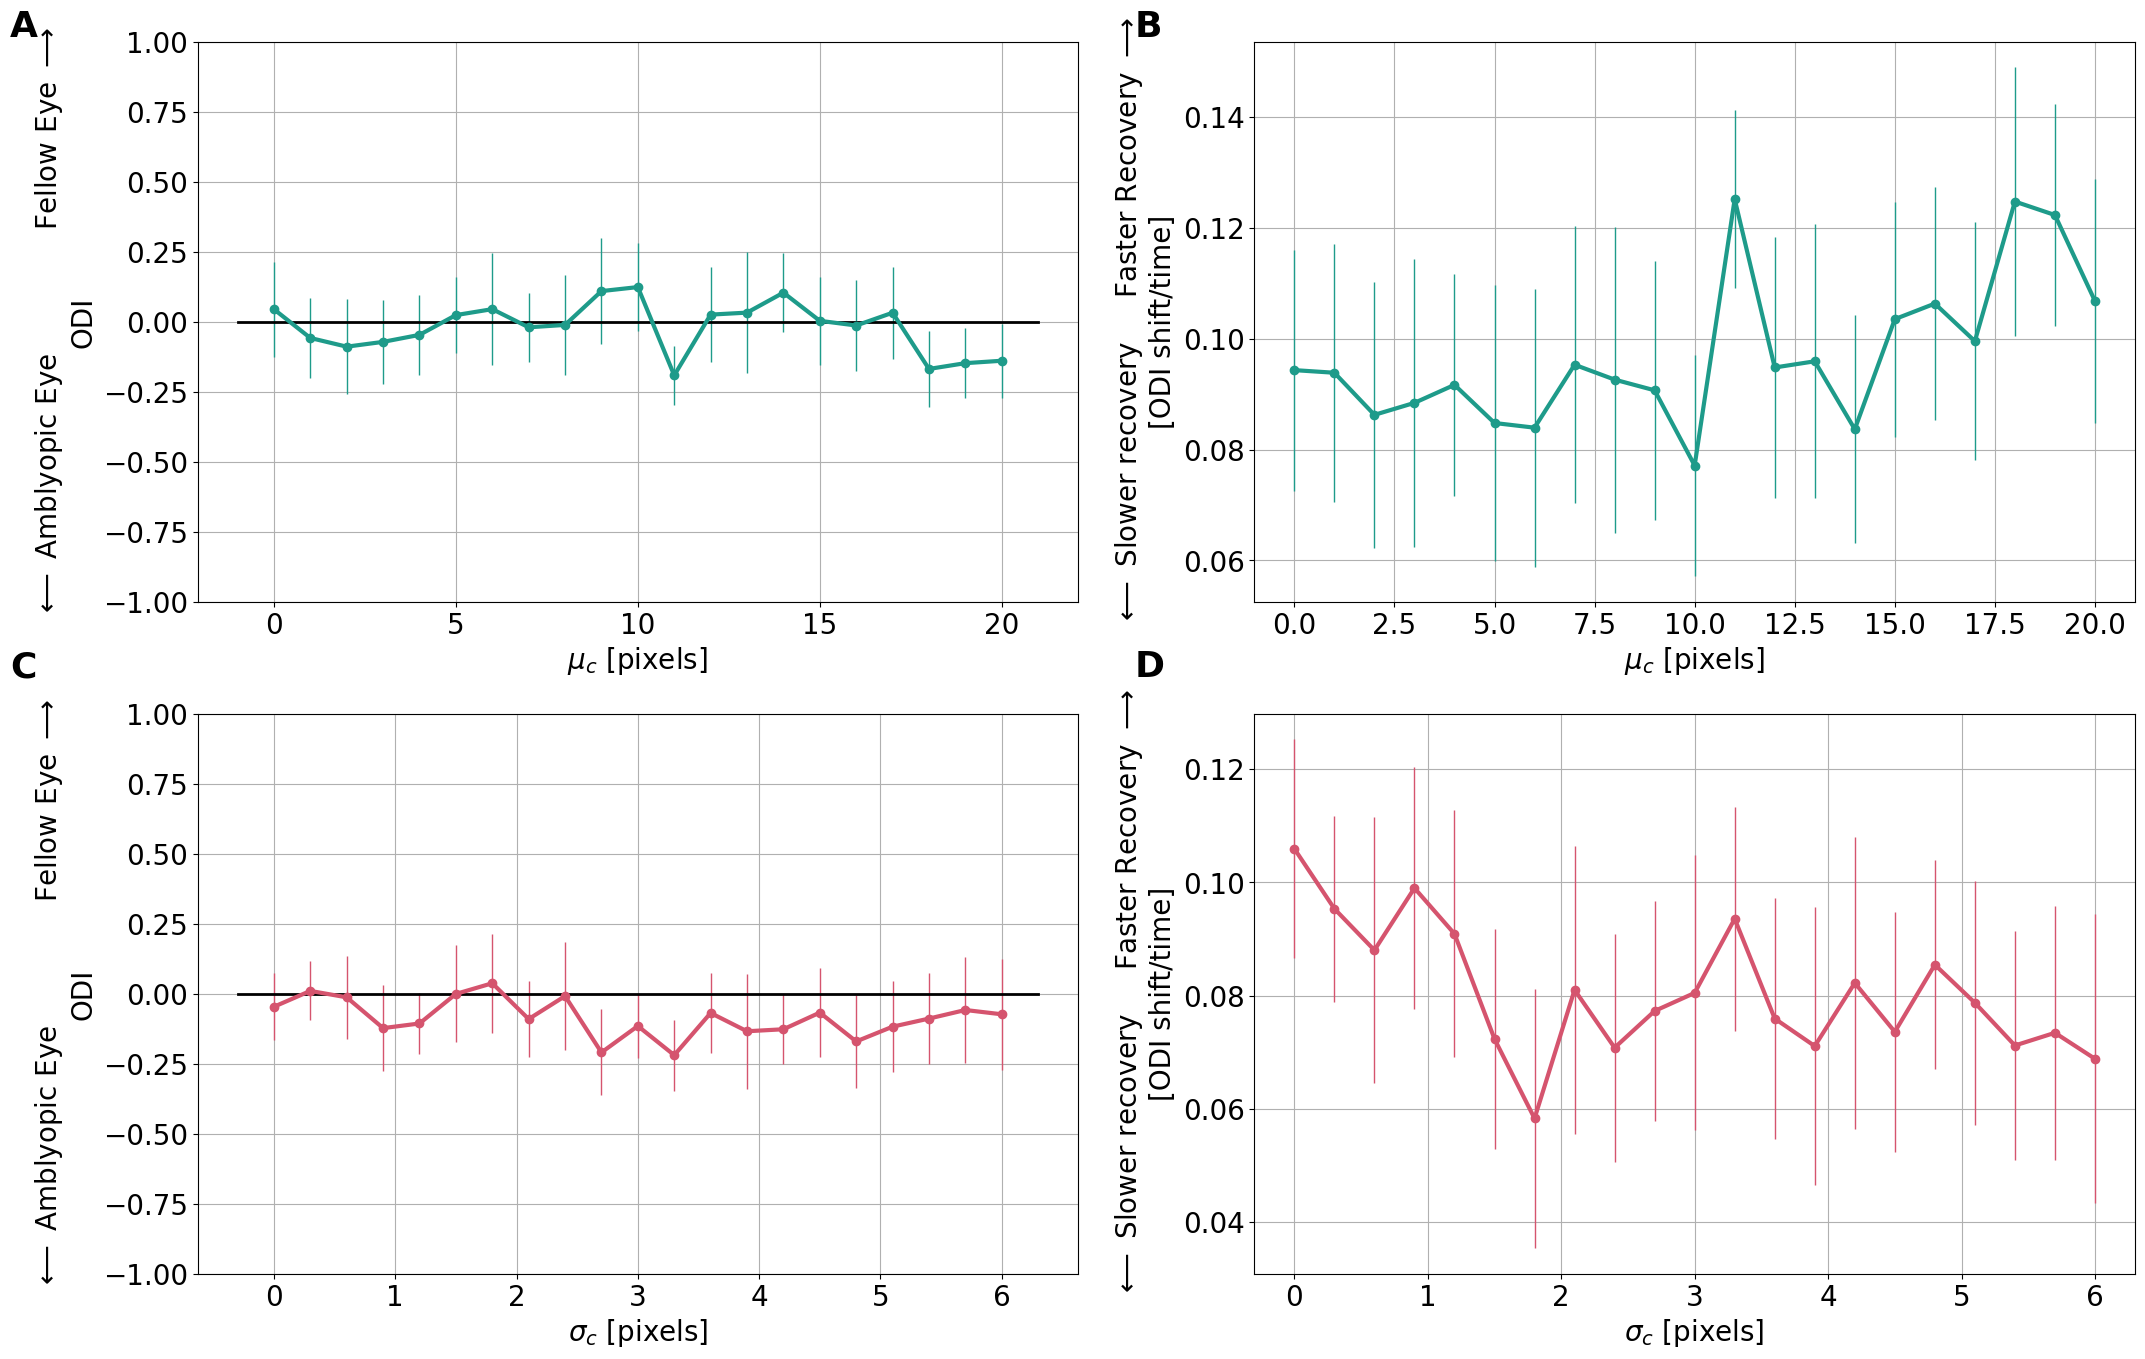 A
Fellow Eye ⟶
⟵ Amblyopic Eye
ODI
1.00
0.75
0.50
0.25
0.00
−0.25
−0.50
−0.75
−1.00
0 5 10 15 20
μc [pixels]
B
Faster Recovery ⟶
⟵ Slower recovery
[ODI shift/time]
0.14
0.12
0.10
0.08
0.06
0.0 2.5 5.0 7.5 10.0 12.5 15.0 17.5 20.0
μc [pixels]
C
Fellow Eye ⟶
⟵ Amblyopic Eye
ODI
1.00
0.75
0.50
0.25
0.00
−0.25
−0.50
−0.75
−1.00
0 1 2 3 4 5 6
σc [pixels]
D
Faster Recovery ⟶
⟵ Slower recovery
[ODI shift/time]
0.12
0.10
0.08
0.06
0.04
0 1 2 3 4 5 6
σc [pixels]